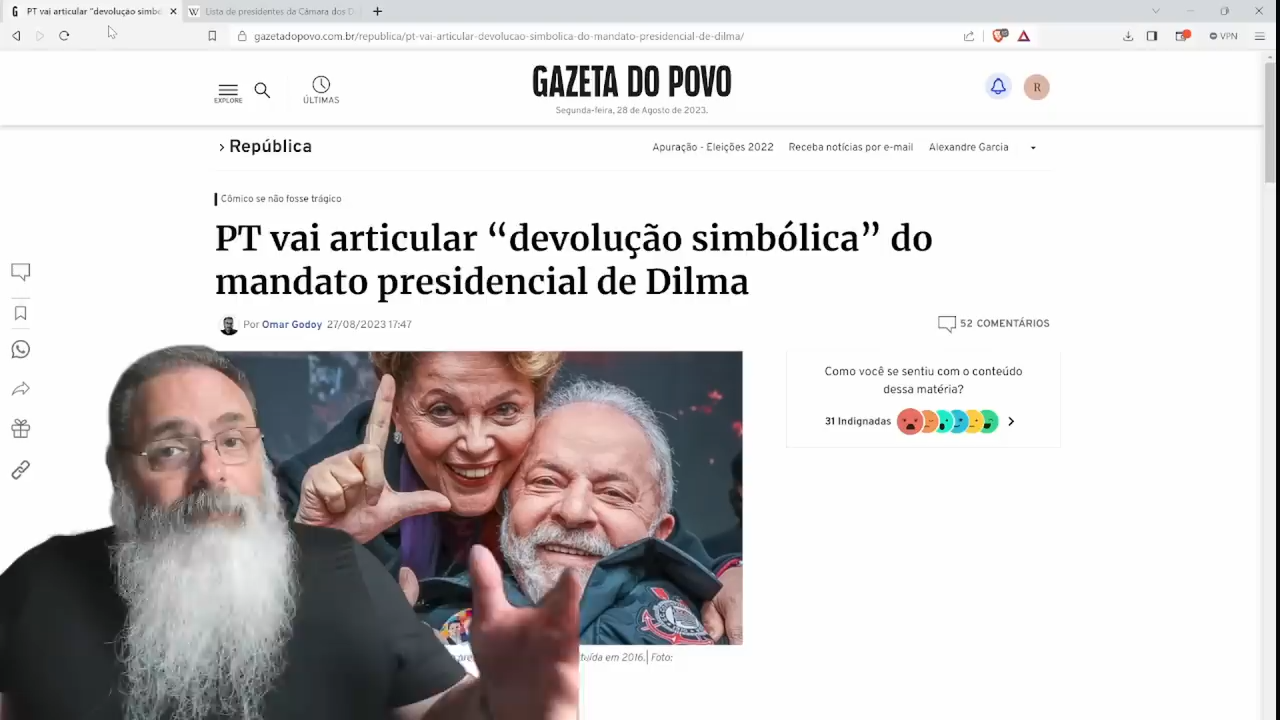 PT vai articular “devolução simbo
Lista de presidentes da Câmara dos D
gazetadopovo.com.br/republica/pt-vai-articular-devolucao-simbolica-do-mandato-presidencial-de-dilma/
VPN
EXPLORE
ÚLTIMAS
GAZETA DO POVO
Segunda-feira, 28 de Agosto de 2023.
R
República
Apuração - Eleições 2022
Receba notícias por e-mail
Alexandre Garcia
Cômico se não fosse trágico
PT vai articular “devolução simbólica” do
mandato presidencial de Dilma
Por Omar Godoy 27/08/2023 17:47
52 COMENTÁRIOS
Como você se sentiu com o conteúdo
dessa matéria?
31 Indignadas
em 2016. Foto: